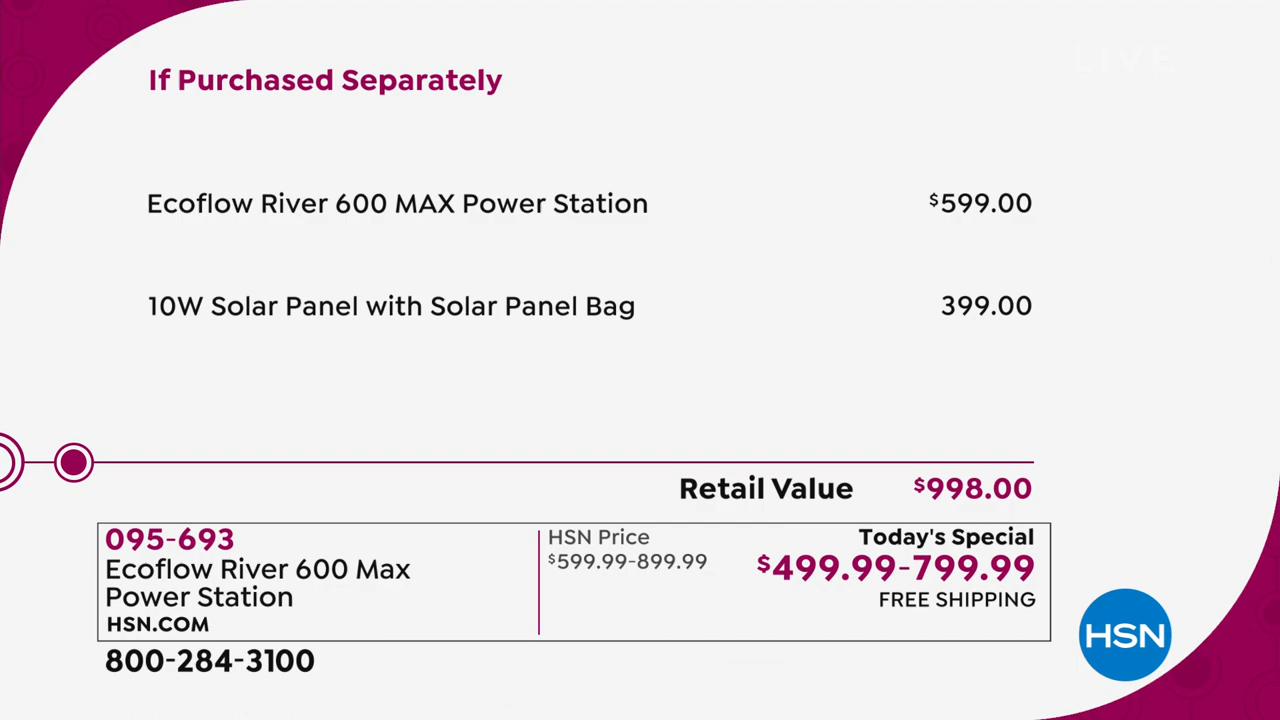 LIVE
If Purchased Separately
Ecoflow River 600 MAX Power Station $599.00
10W Solar Panel with Solar Panel Bag 399.00
Retail Value $998.00
095-693
Ecoflow River 600 Max
Power Station
HSN.COM
HSN Price
$599.99-899.99
Today's Special
$499.99-799.99
FREE SHIPPING
800-284-3100
HSN